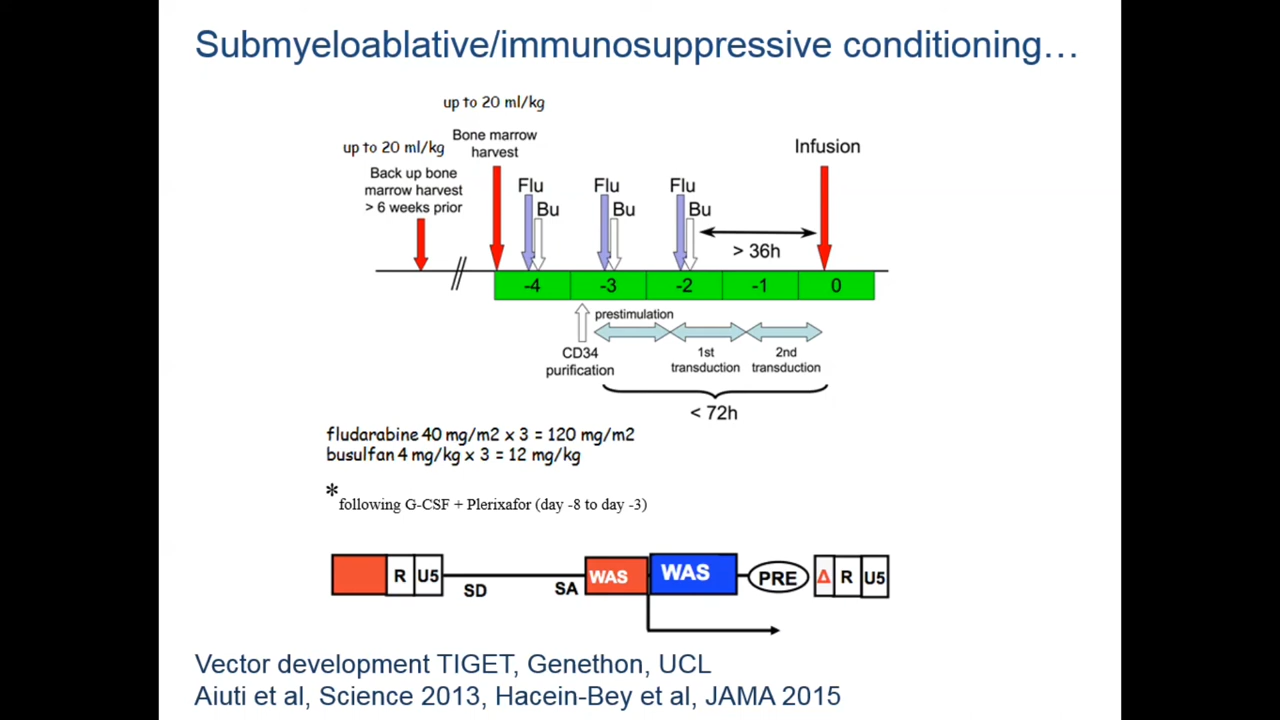 Submyeloablative/immunosuppressive conditioning…
up to 20 ml/kg
Bone marrow
harvest
up to 20 ml/kg
Back up bone
marrow harvest
> 6 weeks prior
Infusion
Flu
Bu
Flu
Bu
Flu
Bu
> 36h
-4
-3
-2
-1
0
prestimulation
CD34
purification
1st
transduction
2nd
transduction
< 72h
fludarabine 40 mg/m2 x 3 = 120 mg/m2
busulfan 4 mg/kg x 3 = 12 mg/kg
*following G-CSF + Plerixafor (day -8 to day -3)
R
U5
SD
SA
WAS
WAS
PRE
Δ
R
U5
Vector development TIGET, Genethon, UCL
Aiuti et al, Science 2013, Hacein-Bey et al, JAMA 2015